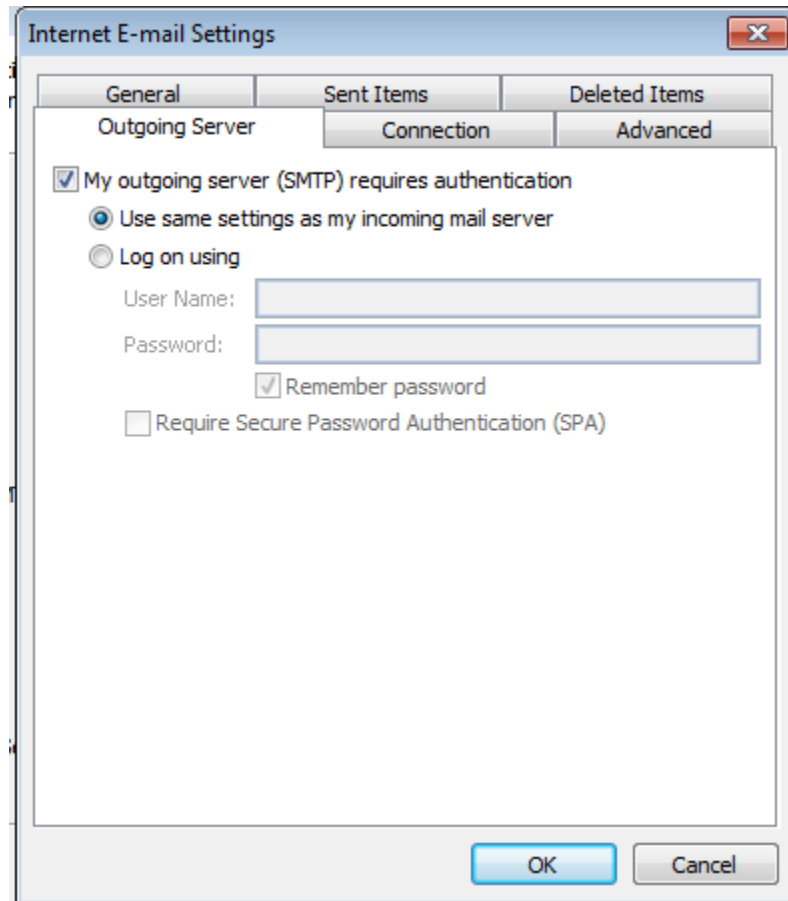 Internet E-mail Settings
General Sent Items Deleted Items
Outgoing Server Connection Advanced
My outgoing server (SMTP) requires authentication
Use same settings as my incoming mail server
Log on using
User Name:
Password:
Remember password
Require Secure Password Authentication (SPA)
OK Cancel